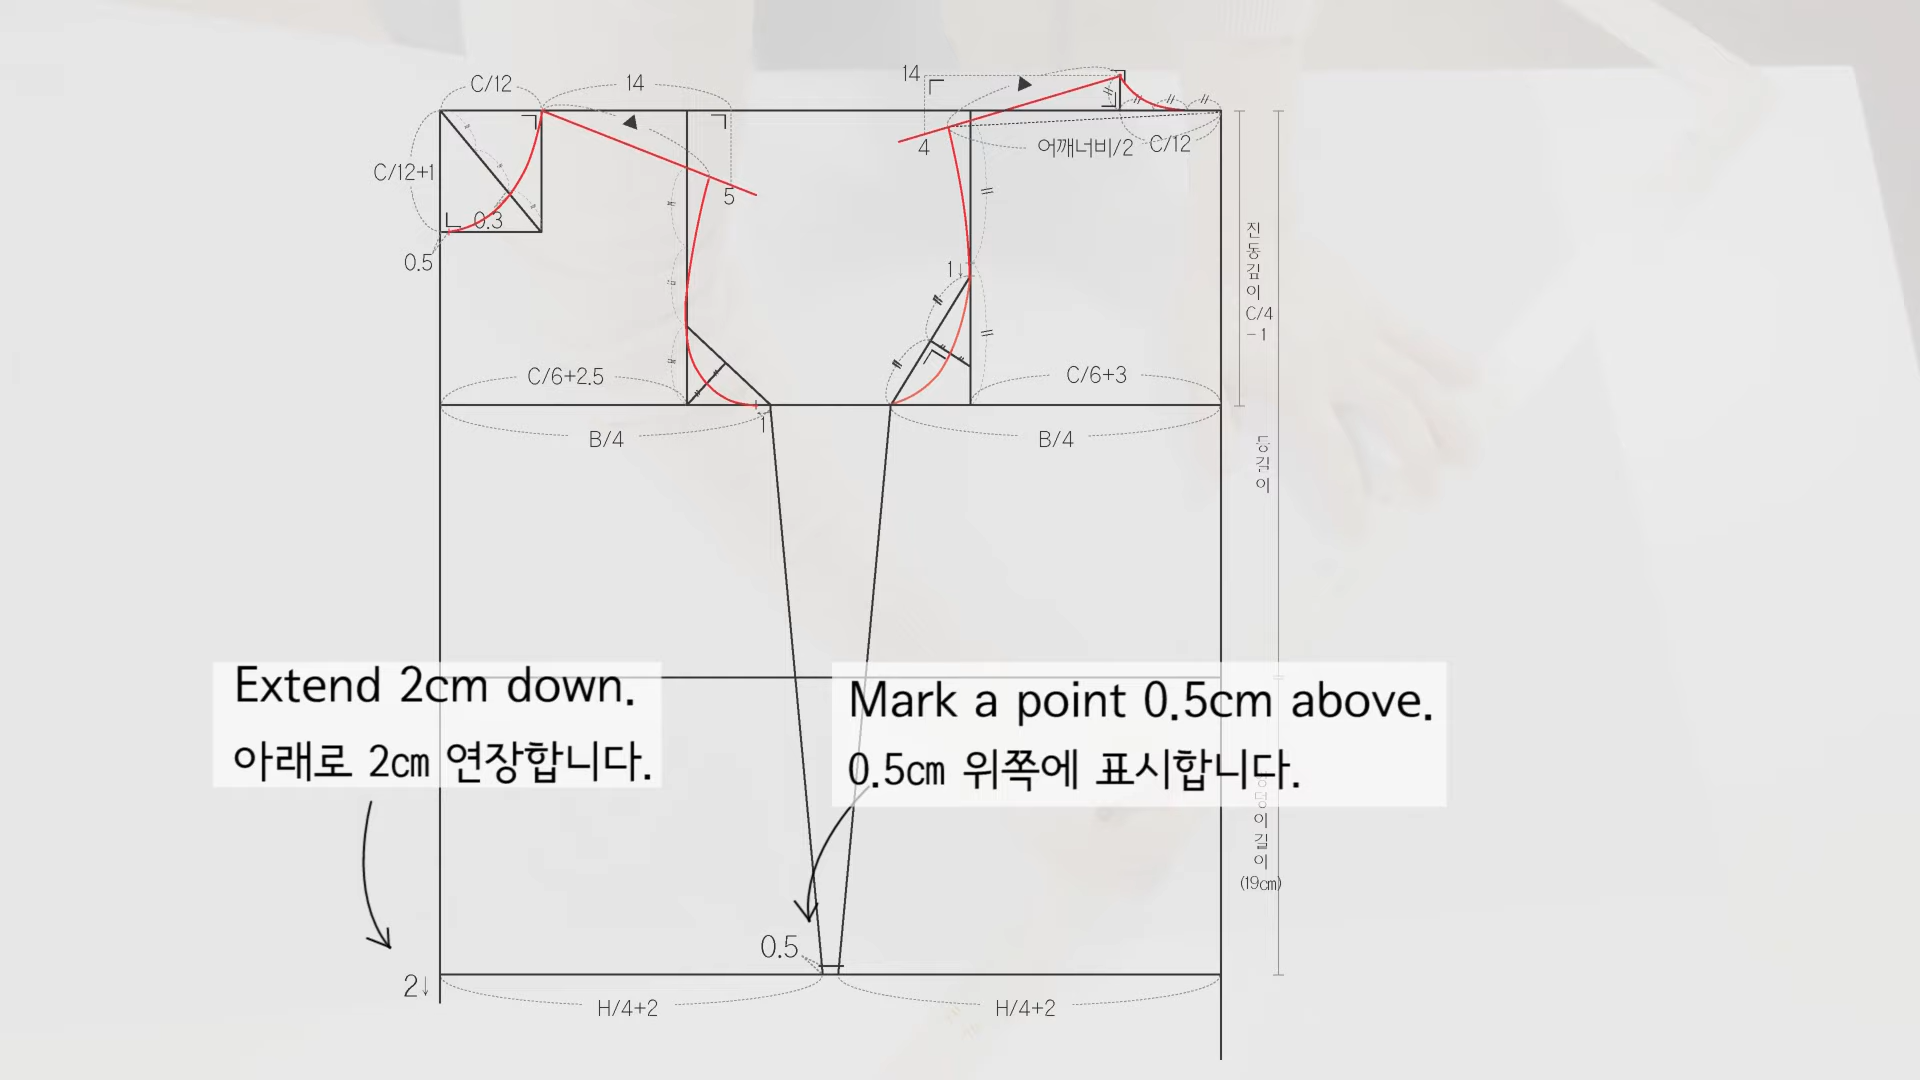 C/12
14
14
C/12+1
0.3
0.5
5
4
어깨너비/2
C/12
1↓
진동깊이
C/4
-1
C/6+2.5
C/6+3
1
B/4
B/4
등길이
Extend 2cm down.
아래로 2cm 연장합니다.
Mark a point 0.5cm above.
0.5cm 위쪽에 표시합니다.
이길이
(19cm)
0.5
2↓
H/4+2
H/4+2